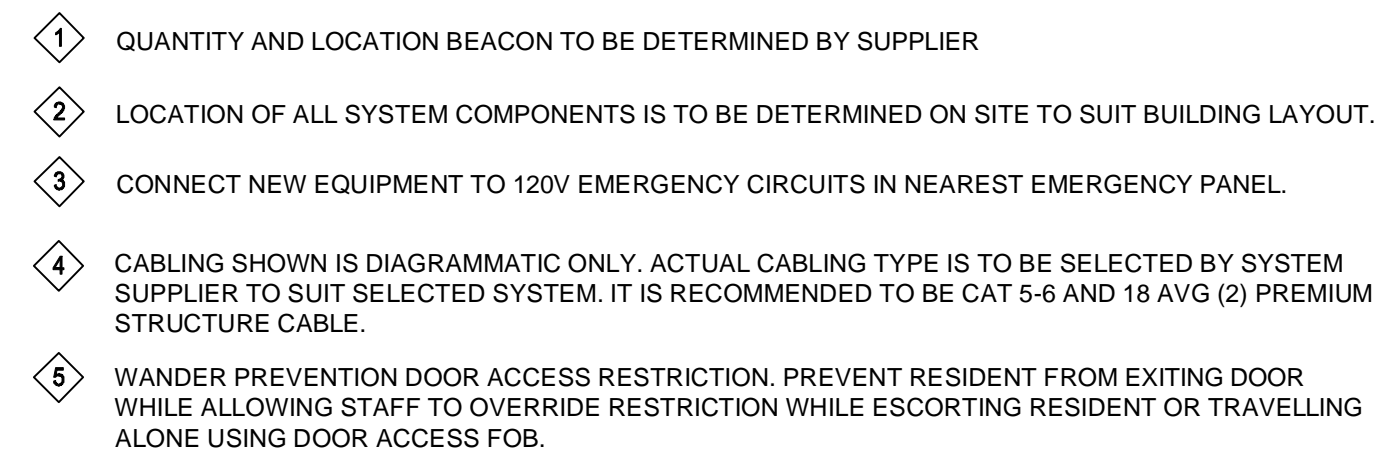 1 QUANTITY AND LOCATION BEACON TO BE DETERMINED BY SUPPLIER
2 LOCATION OF ALL SYSTEM COMPONENTS IS TO BE DETERMINED ON SITE TO SUIT BUILDING LAYOUT.
3 CONNECT NEW EQUIPMENT TO 120V EMERGENCY CIRCUITS IN NEAREST EMERGENCY PANEL.
4 CABLING SHOWN IS DIAGRAMMATIC ONLY. ACTUAL CABLING TYPE IS TO BE SELECTED BY SYSTEM
SUPPLIER TO SUIT SELECTED SYSTEM. IT IS RECOMMENDED TO BE CAT 5-6 AND 18 AVG (2) PREMIUM
STRUCTURE CABLE.
5 WANDER PREVENTION DOOR ACCESS RESTRICTION. PREVENT RESIDENT FROM EXITING DOOR
WHILE ALLOWING STAFF TO OVERRIDE RESTRICTION WHILE ESCORTING RESIDENT OR TRAVELLING
ALONE USING DOOR ACCESS FOB.